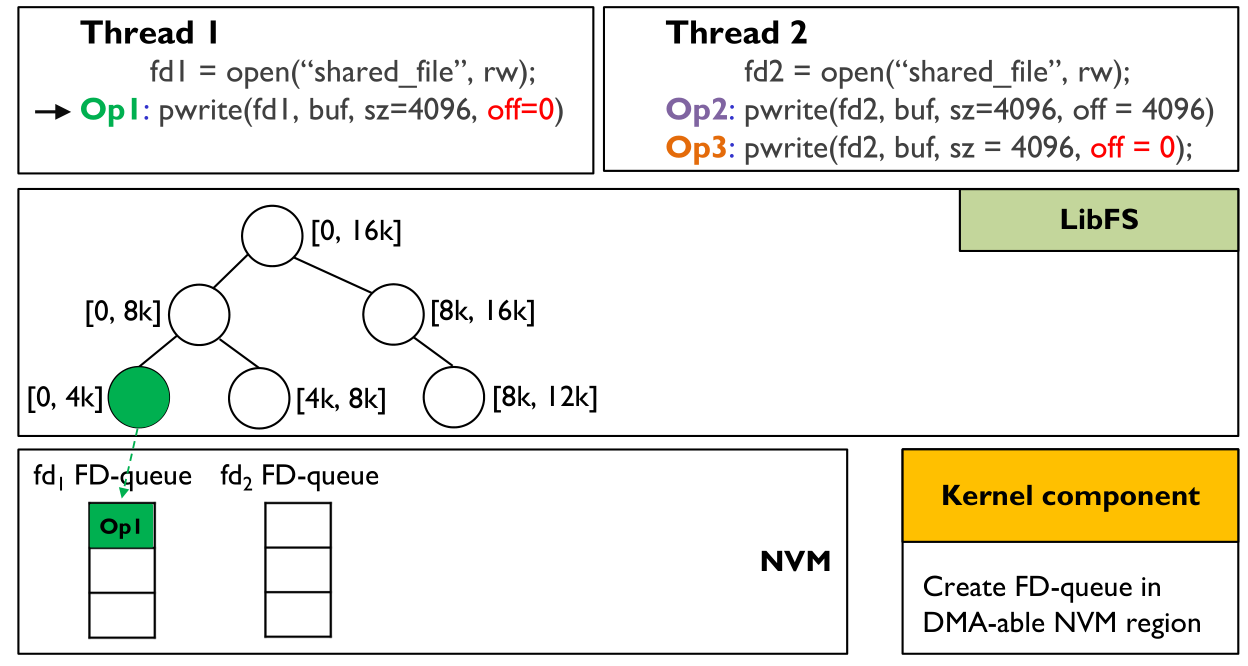 Thread 1
fd1 = open(“shared_file”, rw);
Op1: pwrite(fd1, buf, sz=4096, off=0)
Thread 2
fd2 = open(“shared_file”, rw);
Op2: pwrite(fd2, buf, sz=4096, off = 4096)
Op3: pwrite(fd2, buf, sz = 4096, off = 0);
LibFS
[0, 16k]
[0, 8k]
[8k, 16k]
[0, 4k]
[4k, 8k]
[8k, 12k]
fd1 FD-queue
fd2 FD-queue
Op1
NVM
Kernel component
Create FD-queue in
DMA-able NVM region